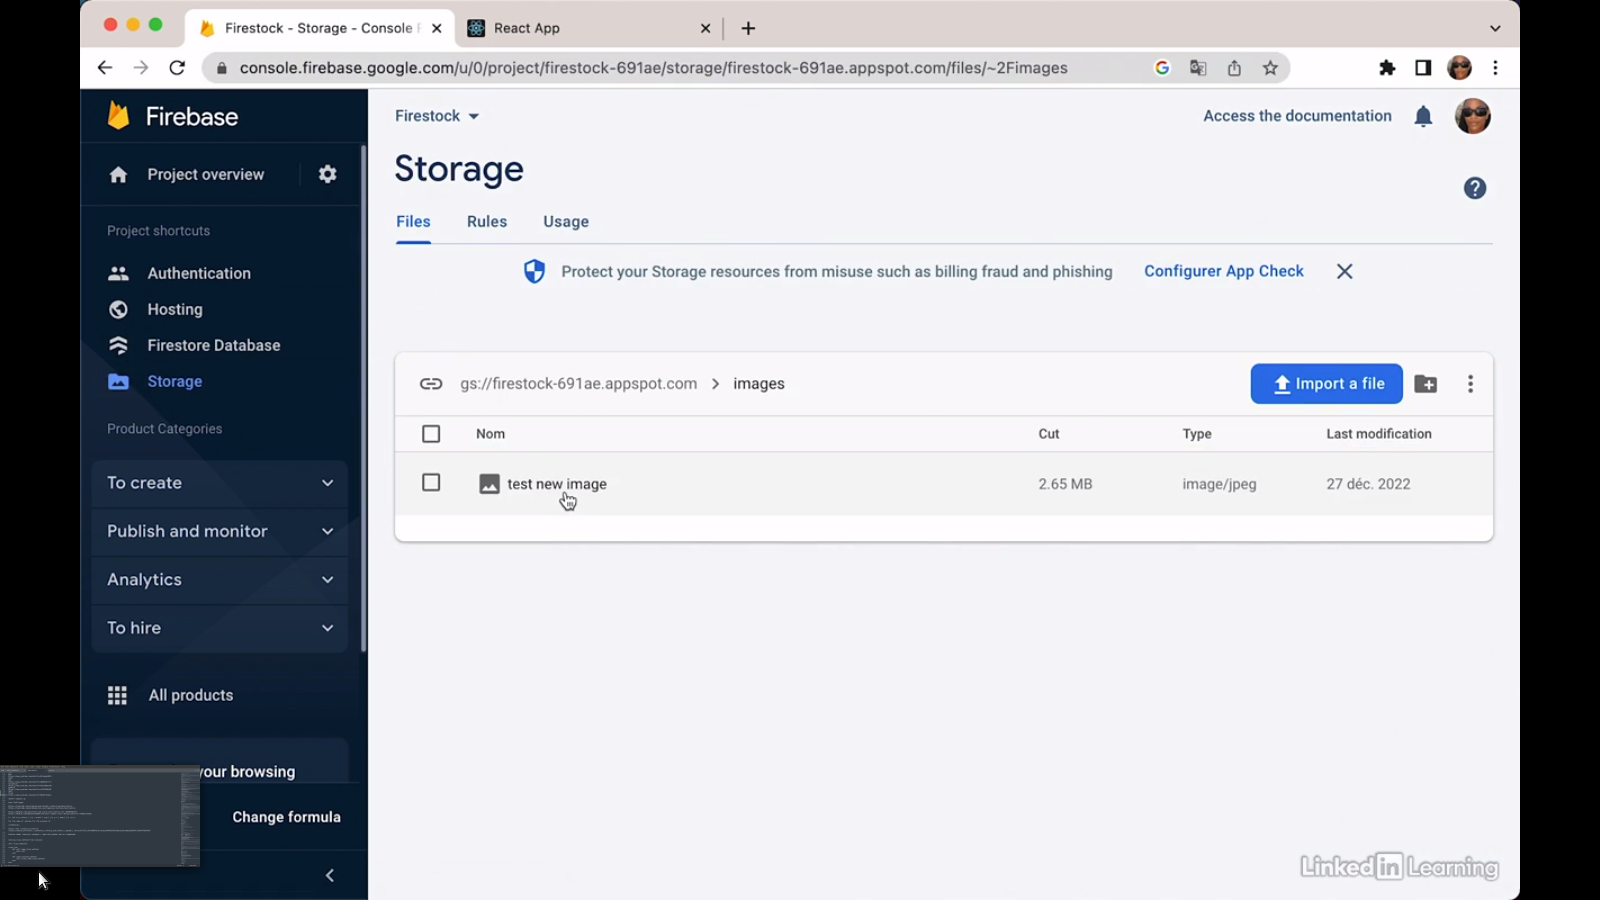 Firestock - Storage - Console F
React App
console.firebase.google.com/u/0/project/firestock-691ae/storage/firestock-691ae.appspot.com/files/~2Fimages
Firebase
Firestock
Access the documentation
Project overview
Storage
Files Rules Usage
Project shortcuts
Authentication
Hosting
Firestore Database
Storage
Product Categories
To create
Publish and monitor
Analytics
To hire
All products
your browsing
Change formula
Protect your Storage resources from misuse such as billing fraud and phishing Configurer App Check
gs://firestock-691ae.appspot.com > images
Import a file
Nom Cut Type Last modification
test new image 2.65 MB image/jpeg 27 déc. 2022
LinkedIn Learning